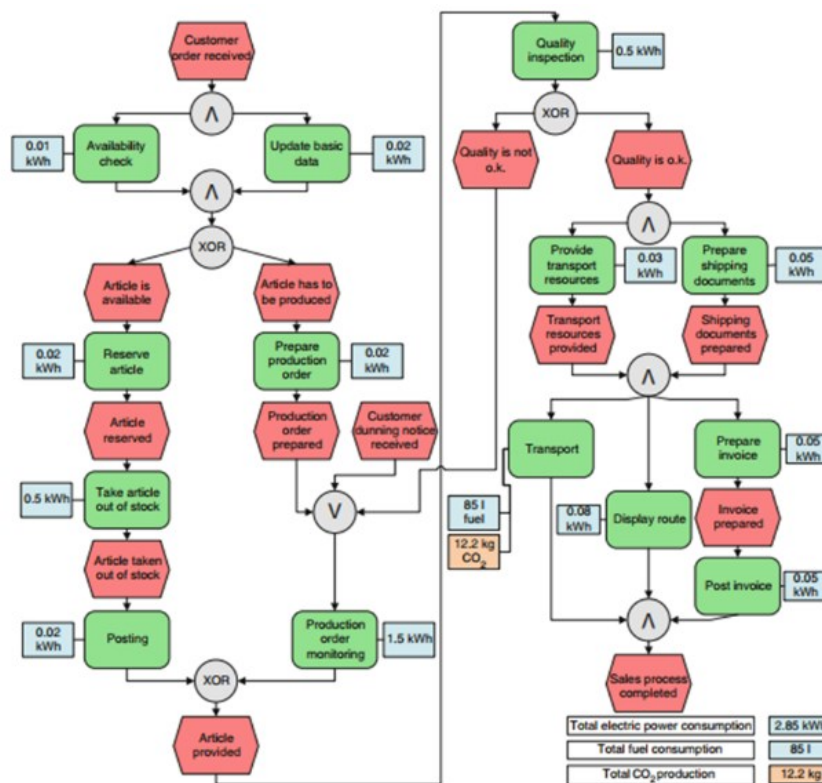 Customer
order received
Λ
0.01
kWh
Availability
check
Update basic
data
0.02
kWh
Λ
XOR
Article is
available
Article has to
be produced
0.02
kWh
Reserve
article
Prepare
production
order
0.02
kWh
Article
reserved
Production
order
prepared
Customer
dunning notice
received
0.5 kWh
Take article
out of stock
V
Article taken
out of stock
0.02
kWh
Posting
Production
order
monitoring
1.5 kWh
XOR
Article
provided
Quality
inspection
0.5 kWh
XOR
Quality is not
o.k.
Quality is o.k.
Λ
Provide
transport
resources
0.03
kWh
Prepare
shipping
documents
0.05
kWh
Transport
resources
provided
Shipping
documents
prepared
Λ
Transport
Prepare
invoice
0.05
kWh
85 l
fuel
12.2 kg
CO2
0.08
kWh
Display route
Invoice
prepared
Post invoice
0.05
kWh
Λ
Sales process
completed
Total electric power consumption
2.85 kWh
Total fuel consumption
85 l
Total CO2 production
12.2 kg